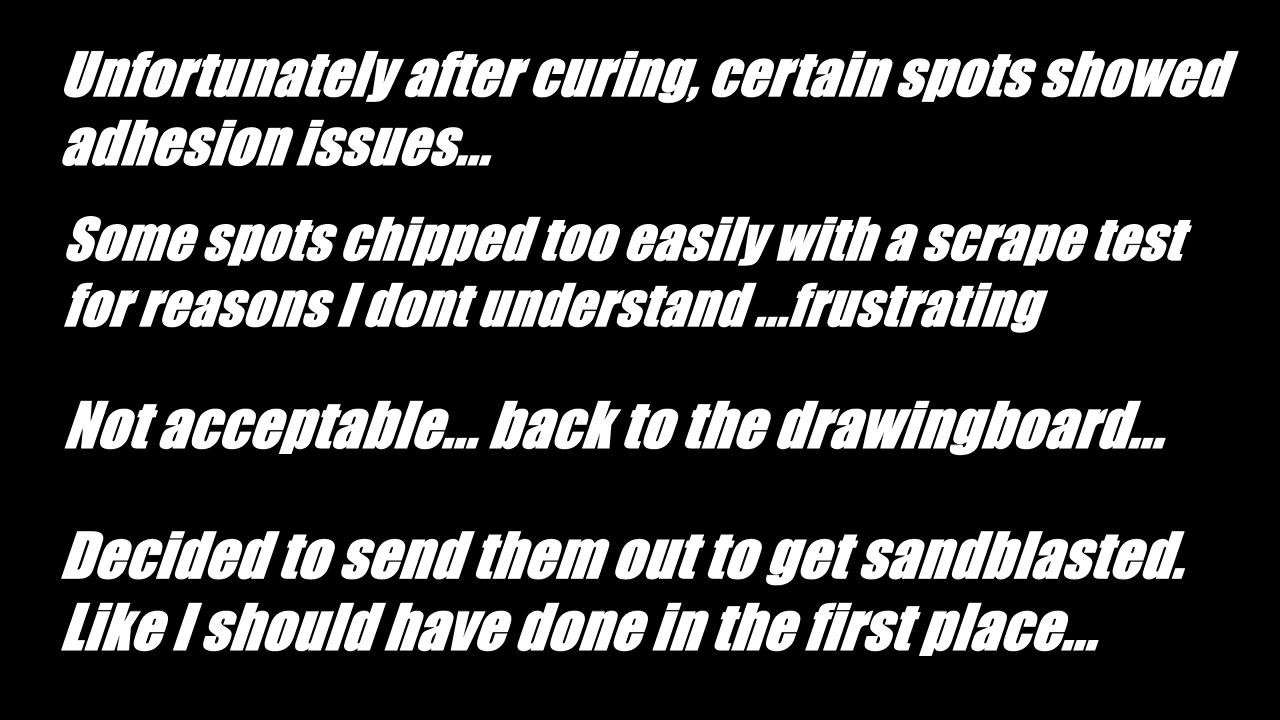 Unfortunately after curing, certain spots showed
adhesion issues...
Some spots chipped too easily with a scrape test
for reasons I dont understand ...frustrating
Not acceptable... back to the drawingboard...
Decided to send them out to get sandblasted.
Like I should have done in the first place...